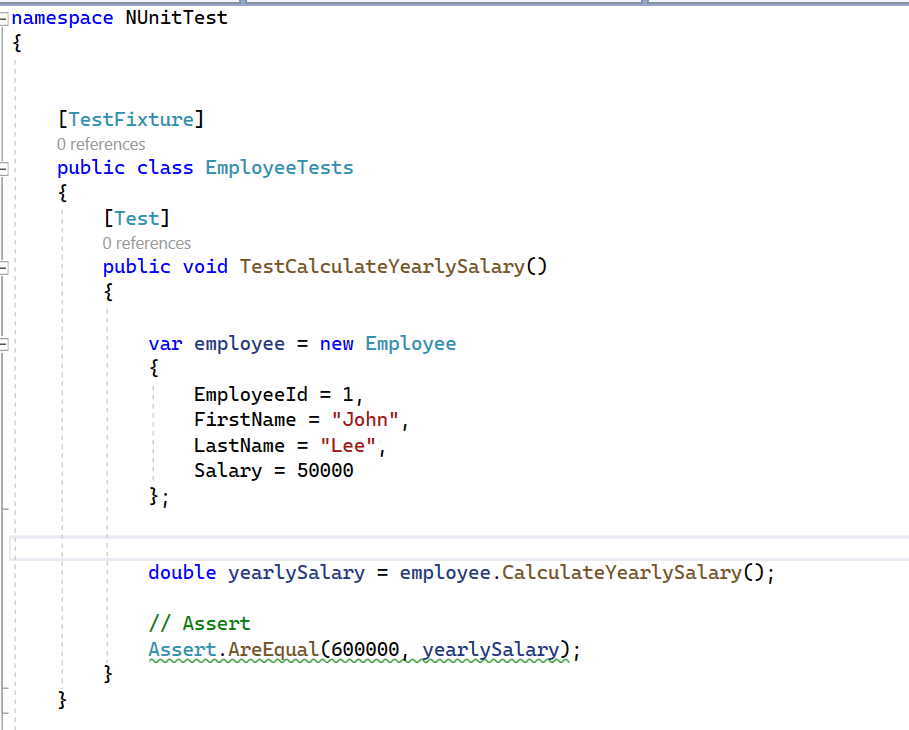 namespace NUnitTest
{
[TestFixture]
0 references
public class EmployeeTests
{
[Test]
0 references
public void TestCalculateYearlySalary()
{
var employee = new Employee
{
EmployeeId = 1,
FirstName = "John",
LastName = "Lee",
Salary = 50000
};
double yearlySalary = employee.CalculateYearlySalary();
// Assert
Assert.AreEqual(600000, yearlySalary);
}
}